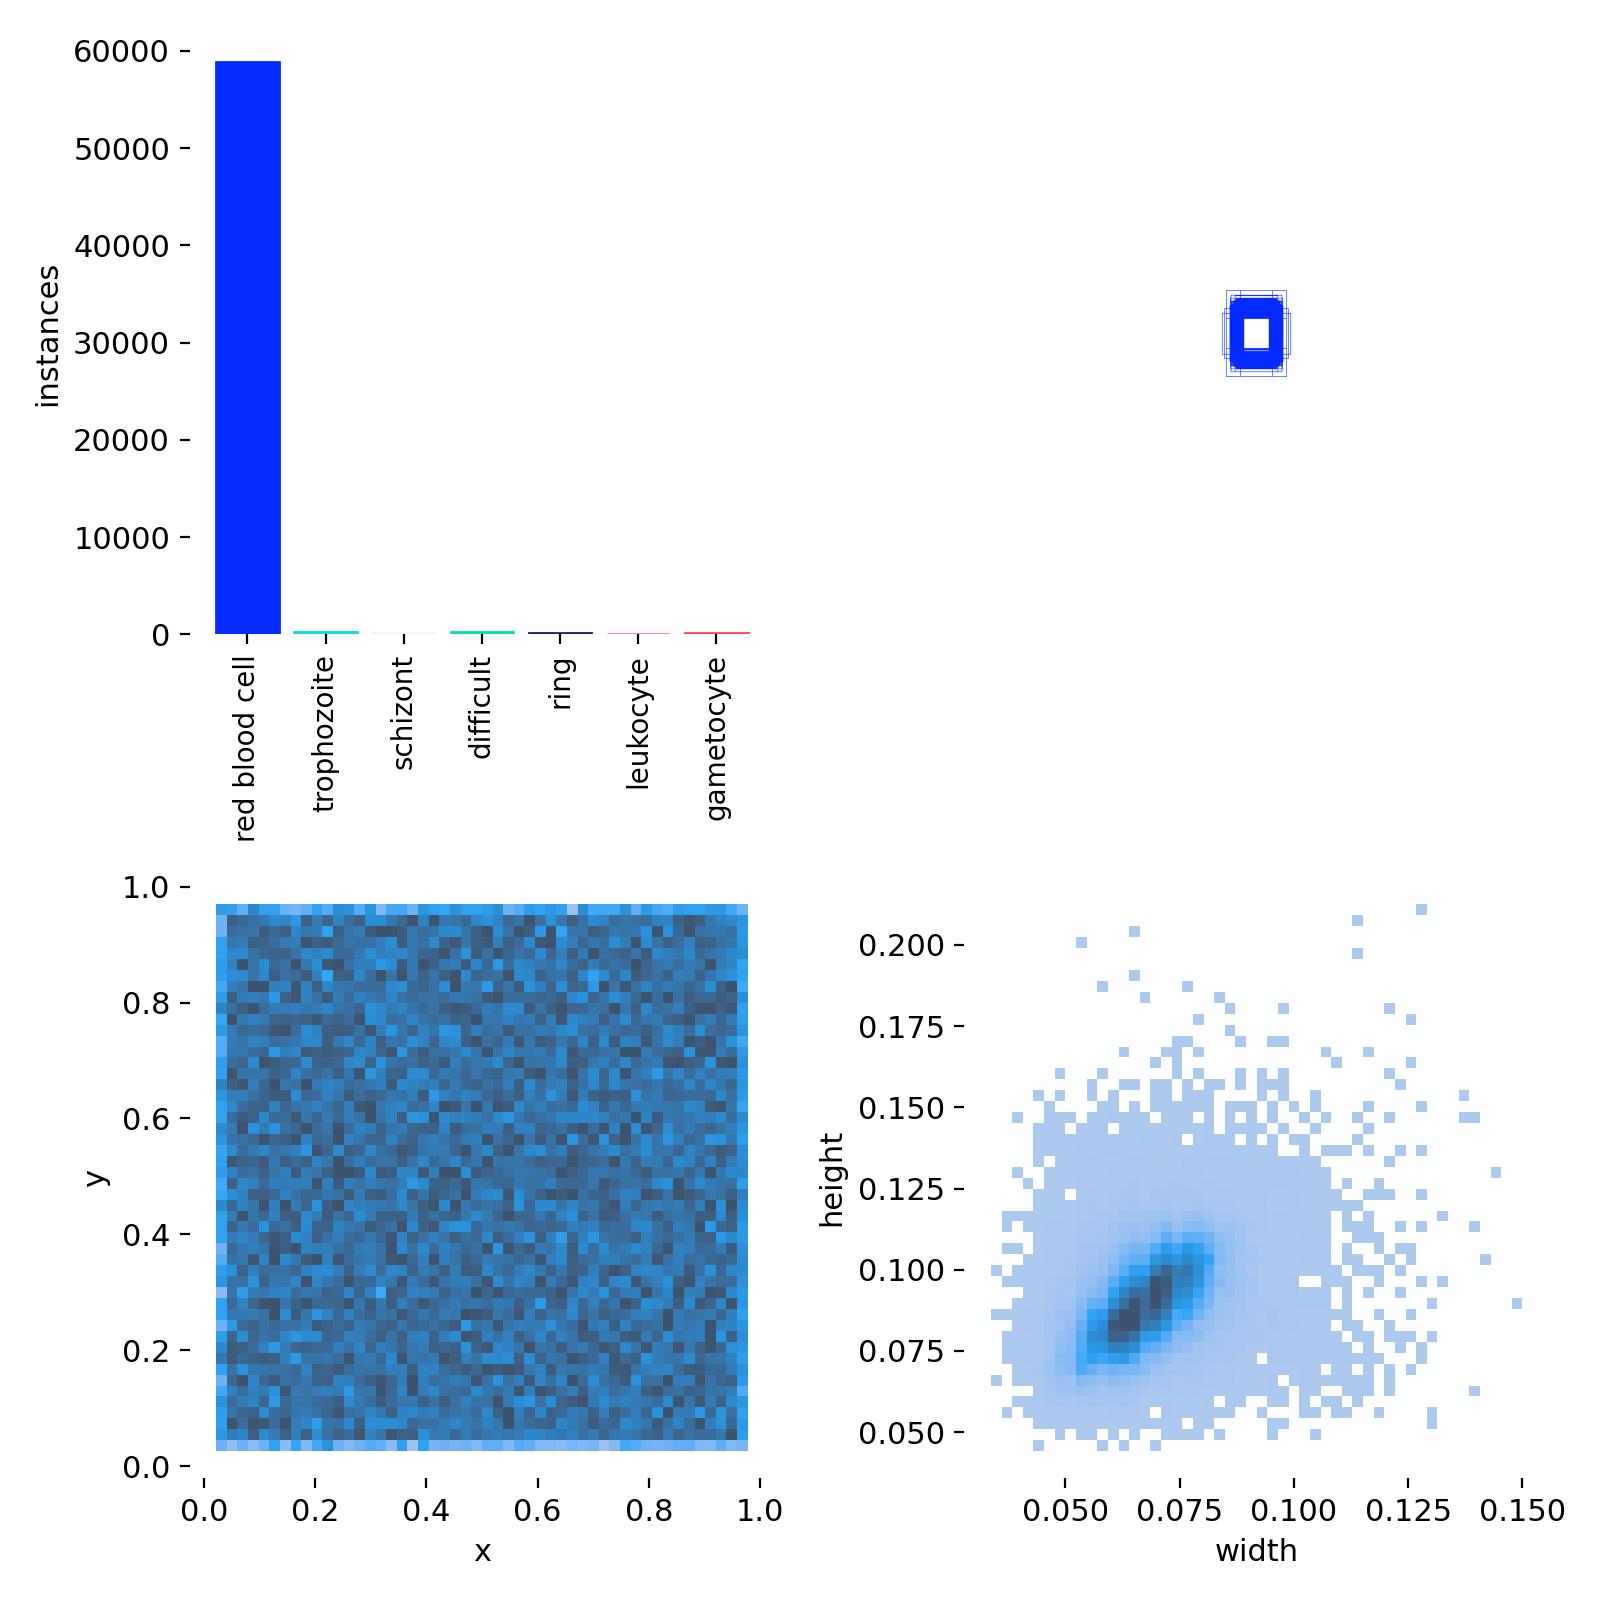 60000
50000
40000
30000
20000
10000
0
instances
red blood cell
trophozoite
schizont
difficult
ring
leukocyte
gametocyte
1.0
0.8
0.6
0.4
0.2
0.0
y
0.0 0.2 0.4 0.6 0.8 1.0
x
0.200
0.175
0.150
0.125
0.100
0.075
0.050
height
0.050 0.075 0.100 0.125 0.150
width